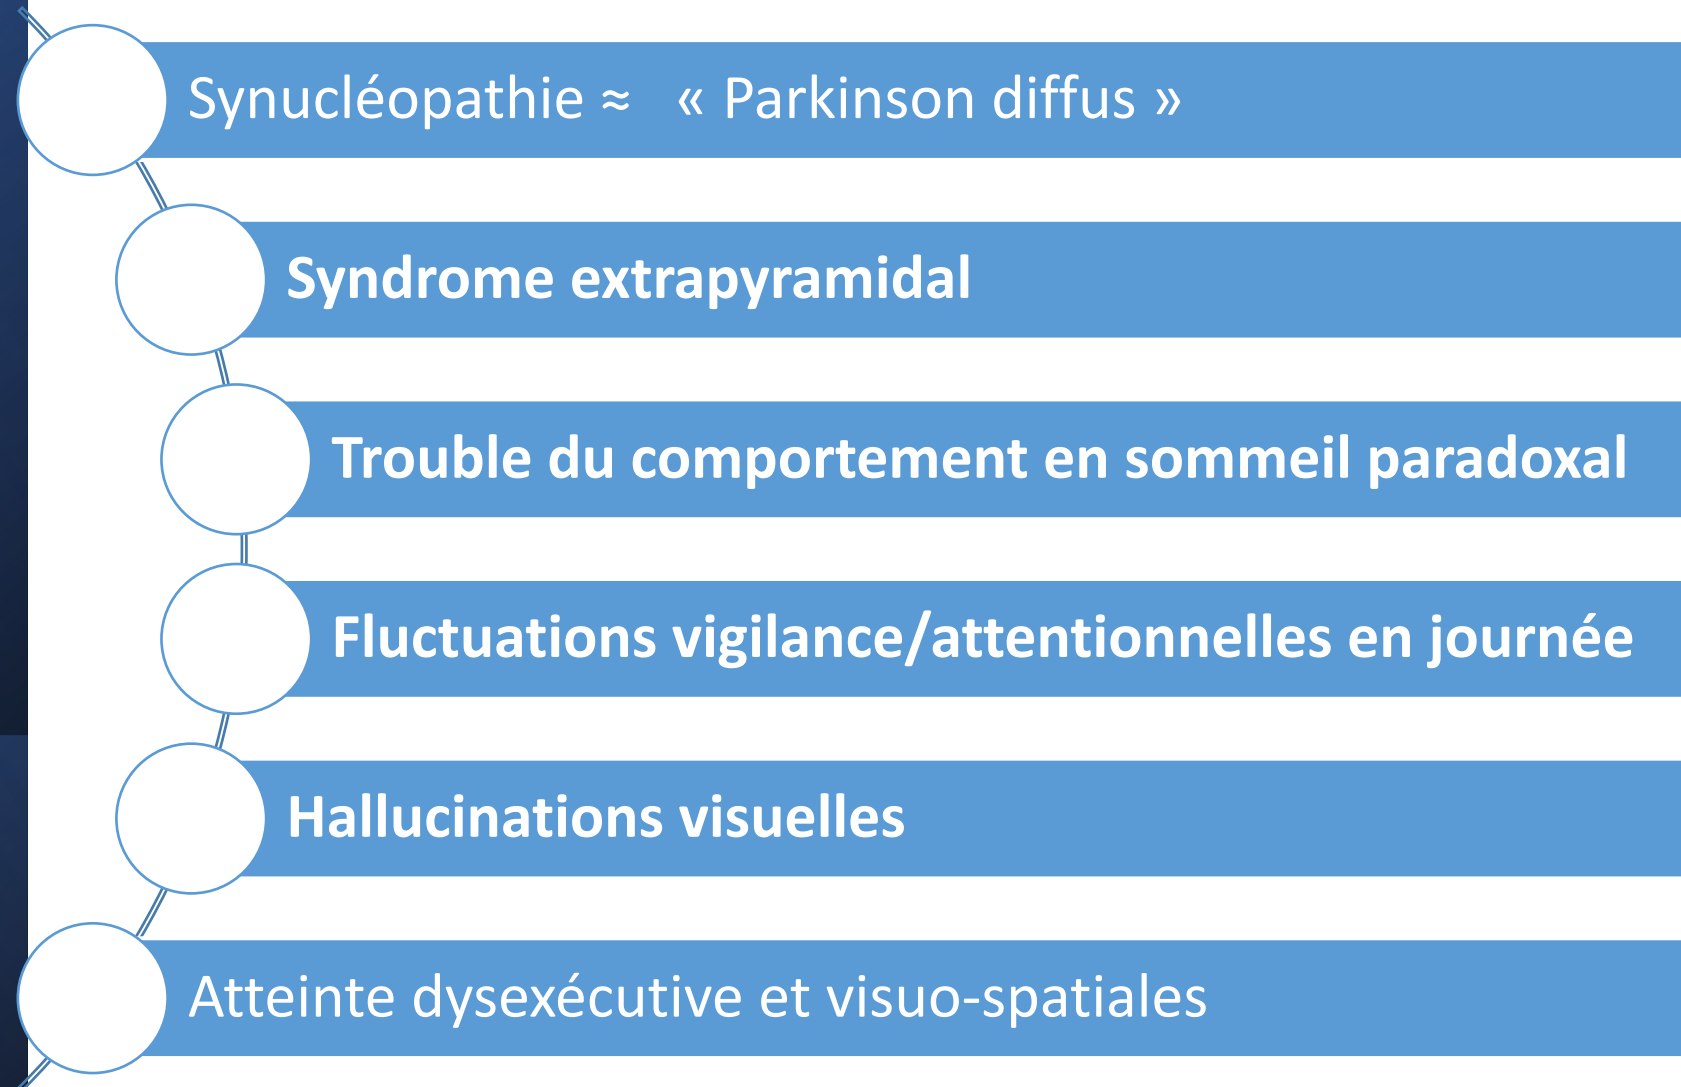 Synucléopathie ≈ « Parkinson diffus »
Syndrome extrapyramidal
Trouble du comportement en sommeil paradoxal
Fluctuations vigilance/attentionnelles en journée
Hallucinations visuelles
Atteinte dysexécutive et visuo-spatiales